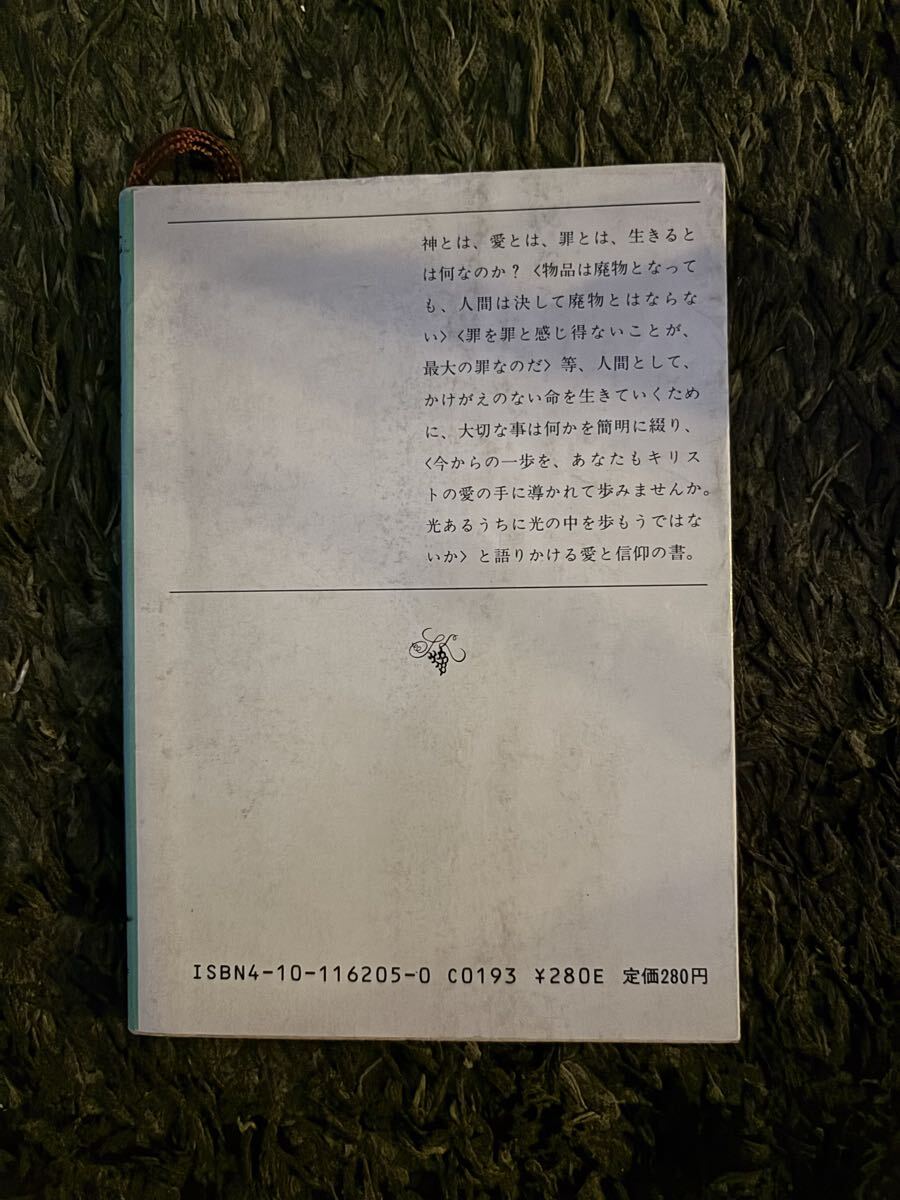 神とは、愛とは、罪とは、生きると
は何なのか?〈物品は廃物となって
も、人間は決して廃物とはならな
い〉〈罪を罪と感じ得ないことが、
最大の罪なのだ〉等、人間として、
かけがえのない命を生きていくため
に、大切な事は何かを簡明に綴り、
〈今からの一歩を、あなたもキリス
トの愛の手に導かれて歩みませんか。
光あるうちに光の中を歩もうではな
いか〉と語りかける愛と信仰の書。
ISBN4-10-116205-0 C0193 ¥280E 定価280円